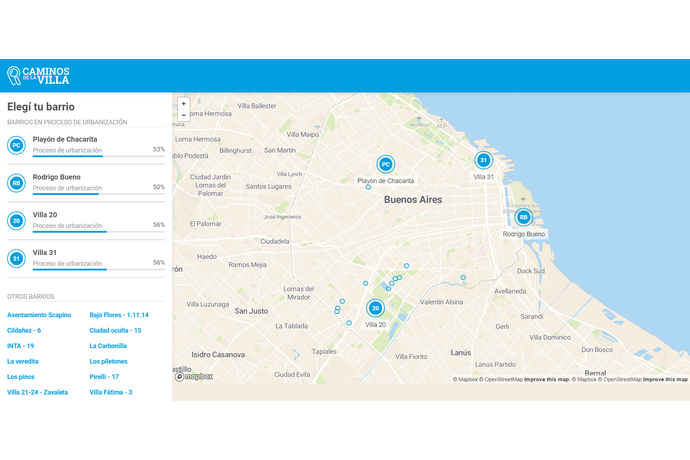 CAMINOS
DE LA
VILLA
Elegí tu barrio
BARRIOS EN PROCESO DE URBANIZACIÓN
PC
Playón de Chacarita
Proceso de urbanización 53%
RB
Rodrigo Bueno
Proceso de urbanización 50%
20
Villa 20
Proceso de urbanización 56%
31
Villa 31
Proceso de urbanización 56%
OTROS BARRIOS
Asentamiento Scapino
Bajo Flores - 1.11.14
Cildañez - 6
Ciudad oculta - 15
INTA - 19
La Carbonilla
La veredita
Los piletones
Los pinos
Pirelli - 17
Villa 21-24 - Zavaleta
Villa Fátima - 3
+
-
Villa Ballester
Loma Hermosa
Villa Maipú
Loma Hermosa
Billinghurst
San Martín
Pablo Podestá
Villa Lynch
Ciudad Jardín
Lomas del
Palomar
Santos Lugares
PC
Playón de Chacarita
31
Villa 31
Buenos Aires
José Ingenieros
El Palomar
RB
Rodrigo Bueno
Ciudadela
Haedo
Ramos Mejía
rón
Dock Sud
Lomas del
Mirador
Villa Luzuriaga
San Justo
Valentín Alsina
Avellaneda
20
Villa 20
La Tablada
Gerli
Sarandí
Villa Domínico
Tapiales
Isidro Casanova
Villa Fiorito
Lanús
Don Bosco
Lanús Partido
Castillo
Ciudad Evita
Bernal
mapbox
© Mapbox © OpenStreetMap Improve this map, © Mapbox © OpenStreetMap Improve this map